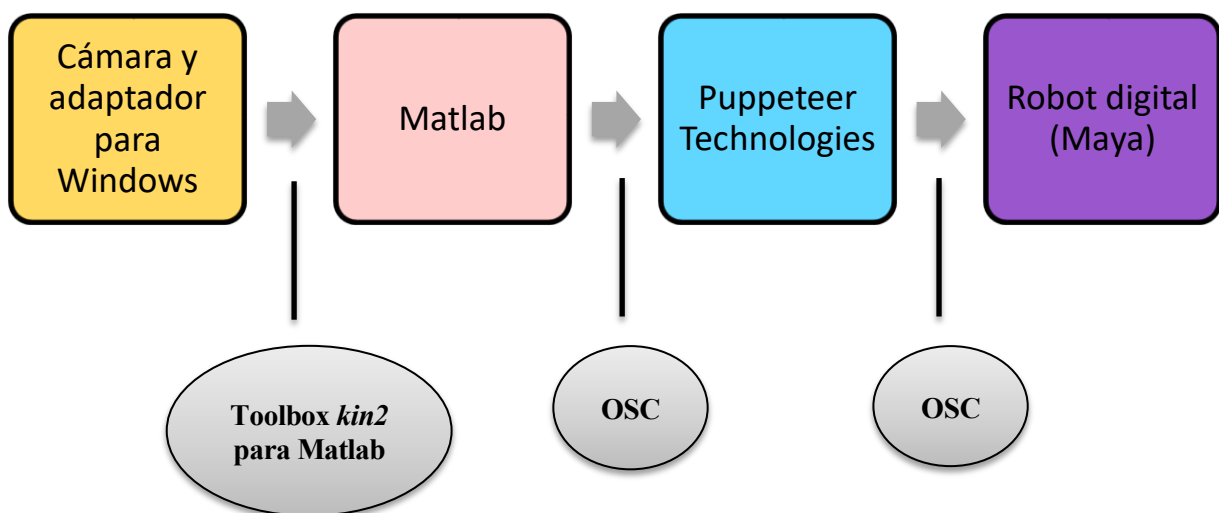 Cámara y
adaptador
para
Windows
Matlab
Puppeteer
Technologies
Robot digital
(Maya)
Toolbox kin2
para Matlab
OSC
OSC